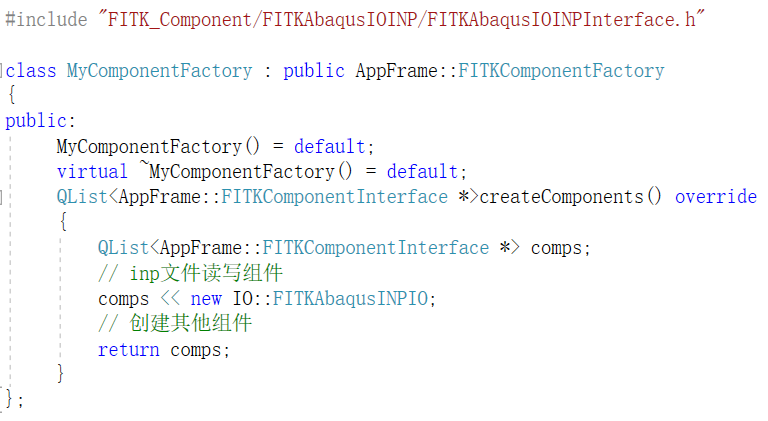 #include "FITK_Component/FITKAbaqusIOINP/FITKAbaqusIOINPInterface.h"
class MyComponentFactory : public AppFrame::FITKComponentFactory
{
public:
MyComponentFactory() = default;
virtual ~MyComponentFactory() = default;
QList<AppFrame::FITKComponentInterface *>createComponents() override
{
QList<AppFrame::FITKComponentInterface *> comps;
// inp文件读写组件
comps << new IO::FITKAbaqusINPIO;
// 创建其他组件
return comps;
}
};